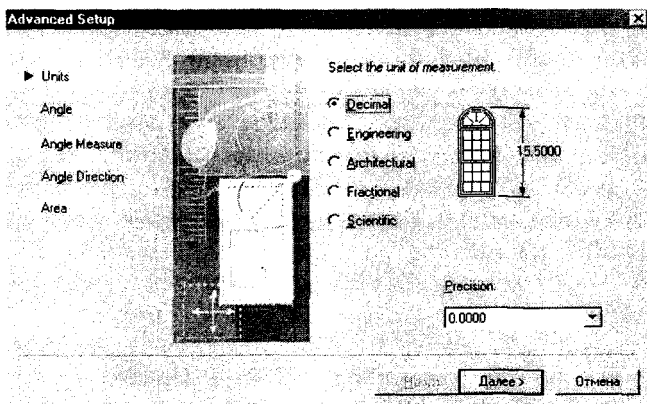 Advanced Setup
Units
Angle
Angle Measure
Angle Direction
Area
Select the unit of measurement.
Decimal
Engineering
Architectural
Fractional
Scientific
15.5000
Precision:
0.0000
Далее >
Отмена